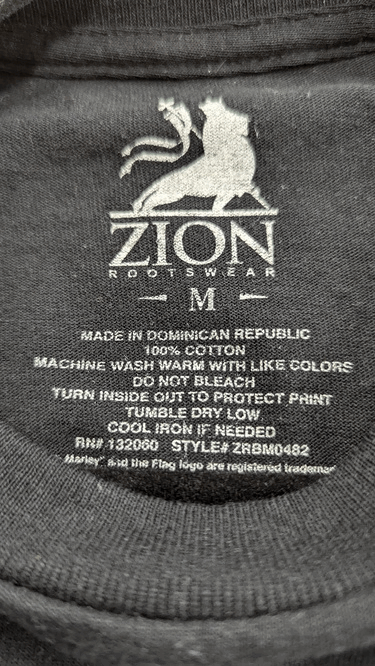 ZION
ROOTSWEAR
M
MADE IN DOMINICAN REPUBLIC
100% COTTON
MACHINE WASH WARM WITH LIKE COLORS
DO NOT BLEACH
TURN INSIDE OUT TO PROTECT PRINT
TUMBLE DRY LOW
COOL IRON IF NEEDED
RN# 132060 STYLE# ZRBM0482
Marley" and the Flag logo are registered